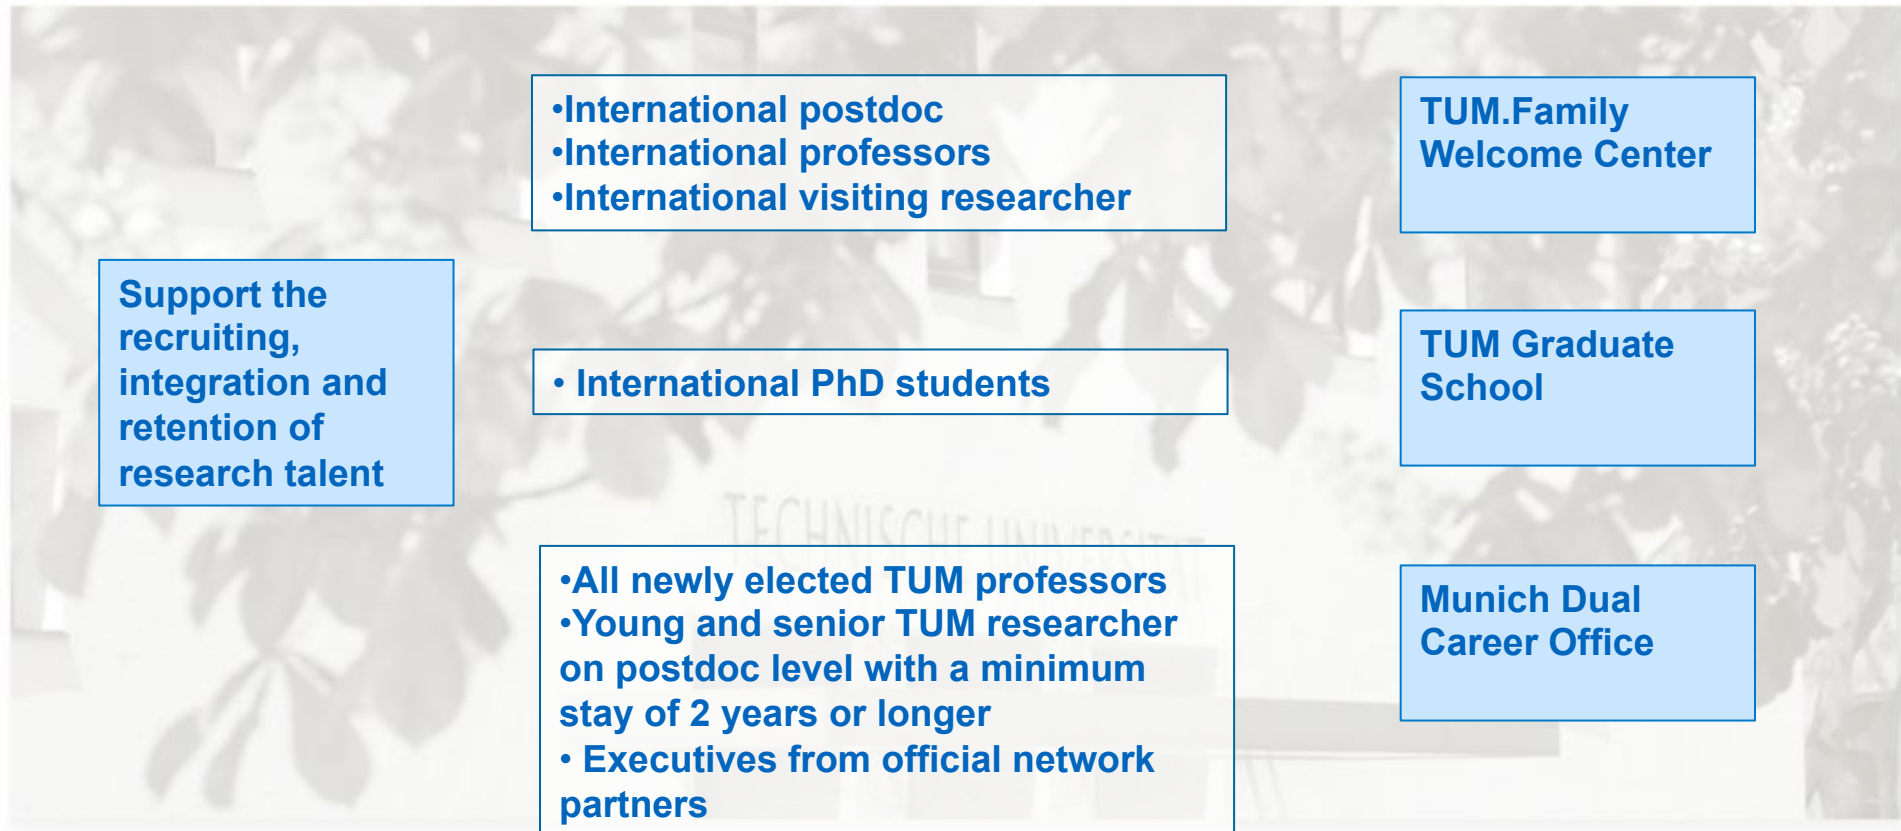 •International postdoc
•International professors
•International visiting researcher
TUM.Family
Welcome Center
Support the
recruiting,
integration and
retention of
research talent
• International PhD students
TUM Graduate
School
TECHNISCHE UNIVERSITÄT
•All newly elected TUM professors
•Young and senior TUM researcher
on postdoc level with a minimum
stay of 2 years or longer
• Executives from official network
partners
Munich Dual
Career Office